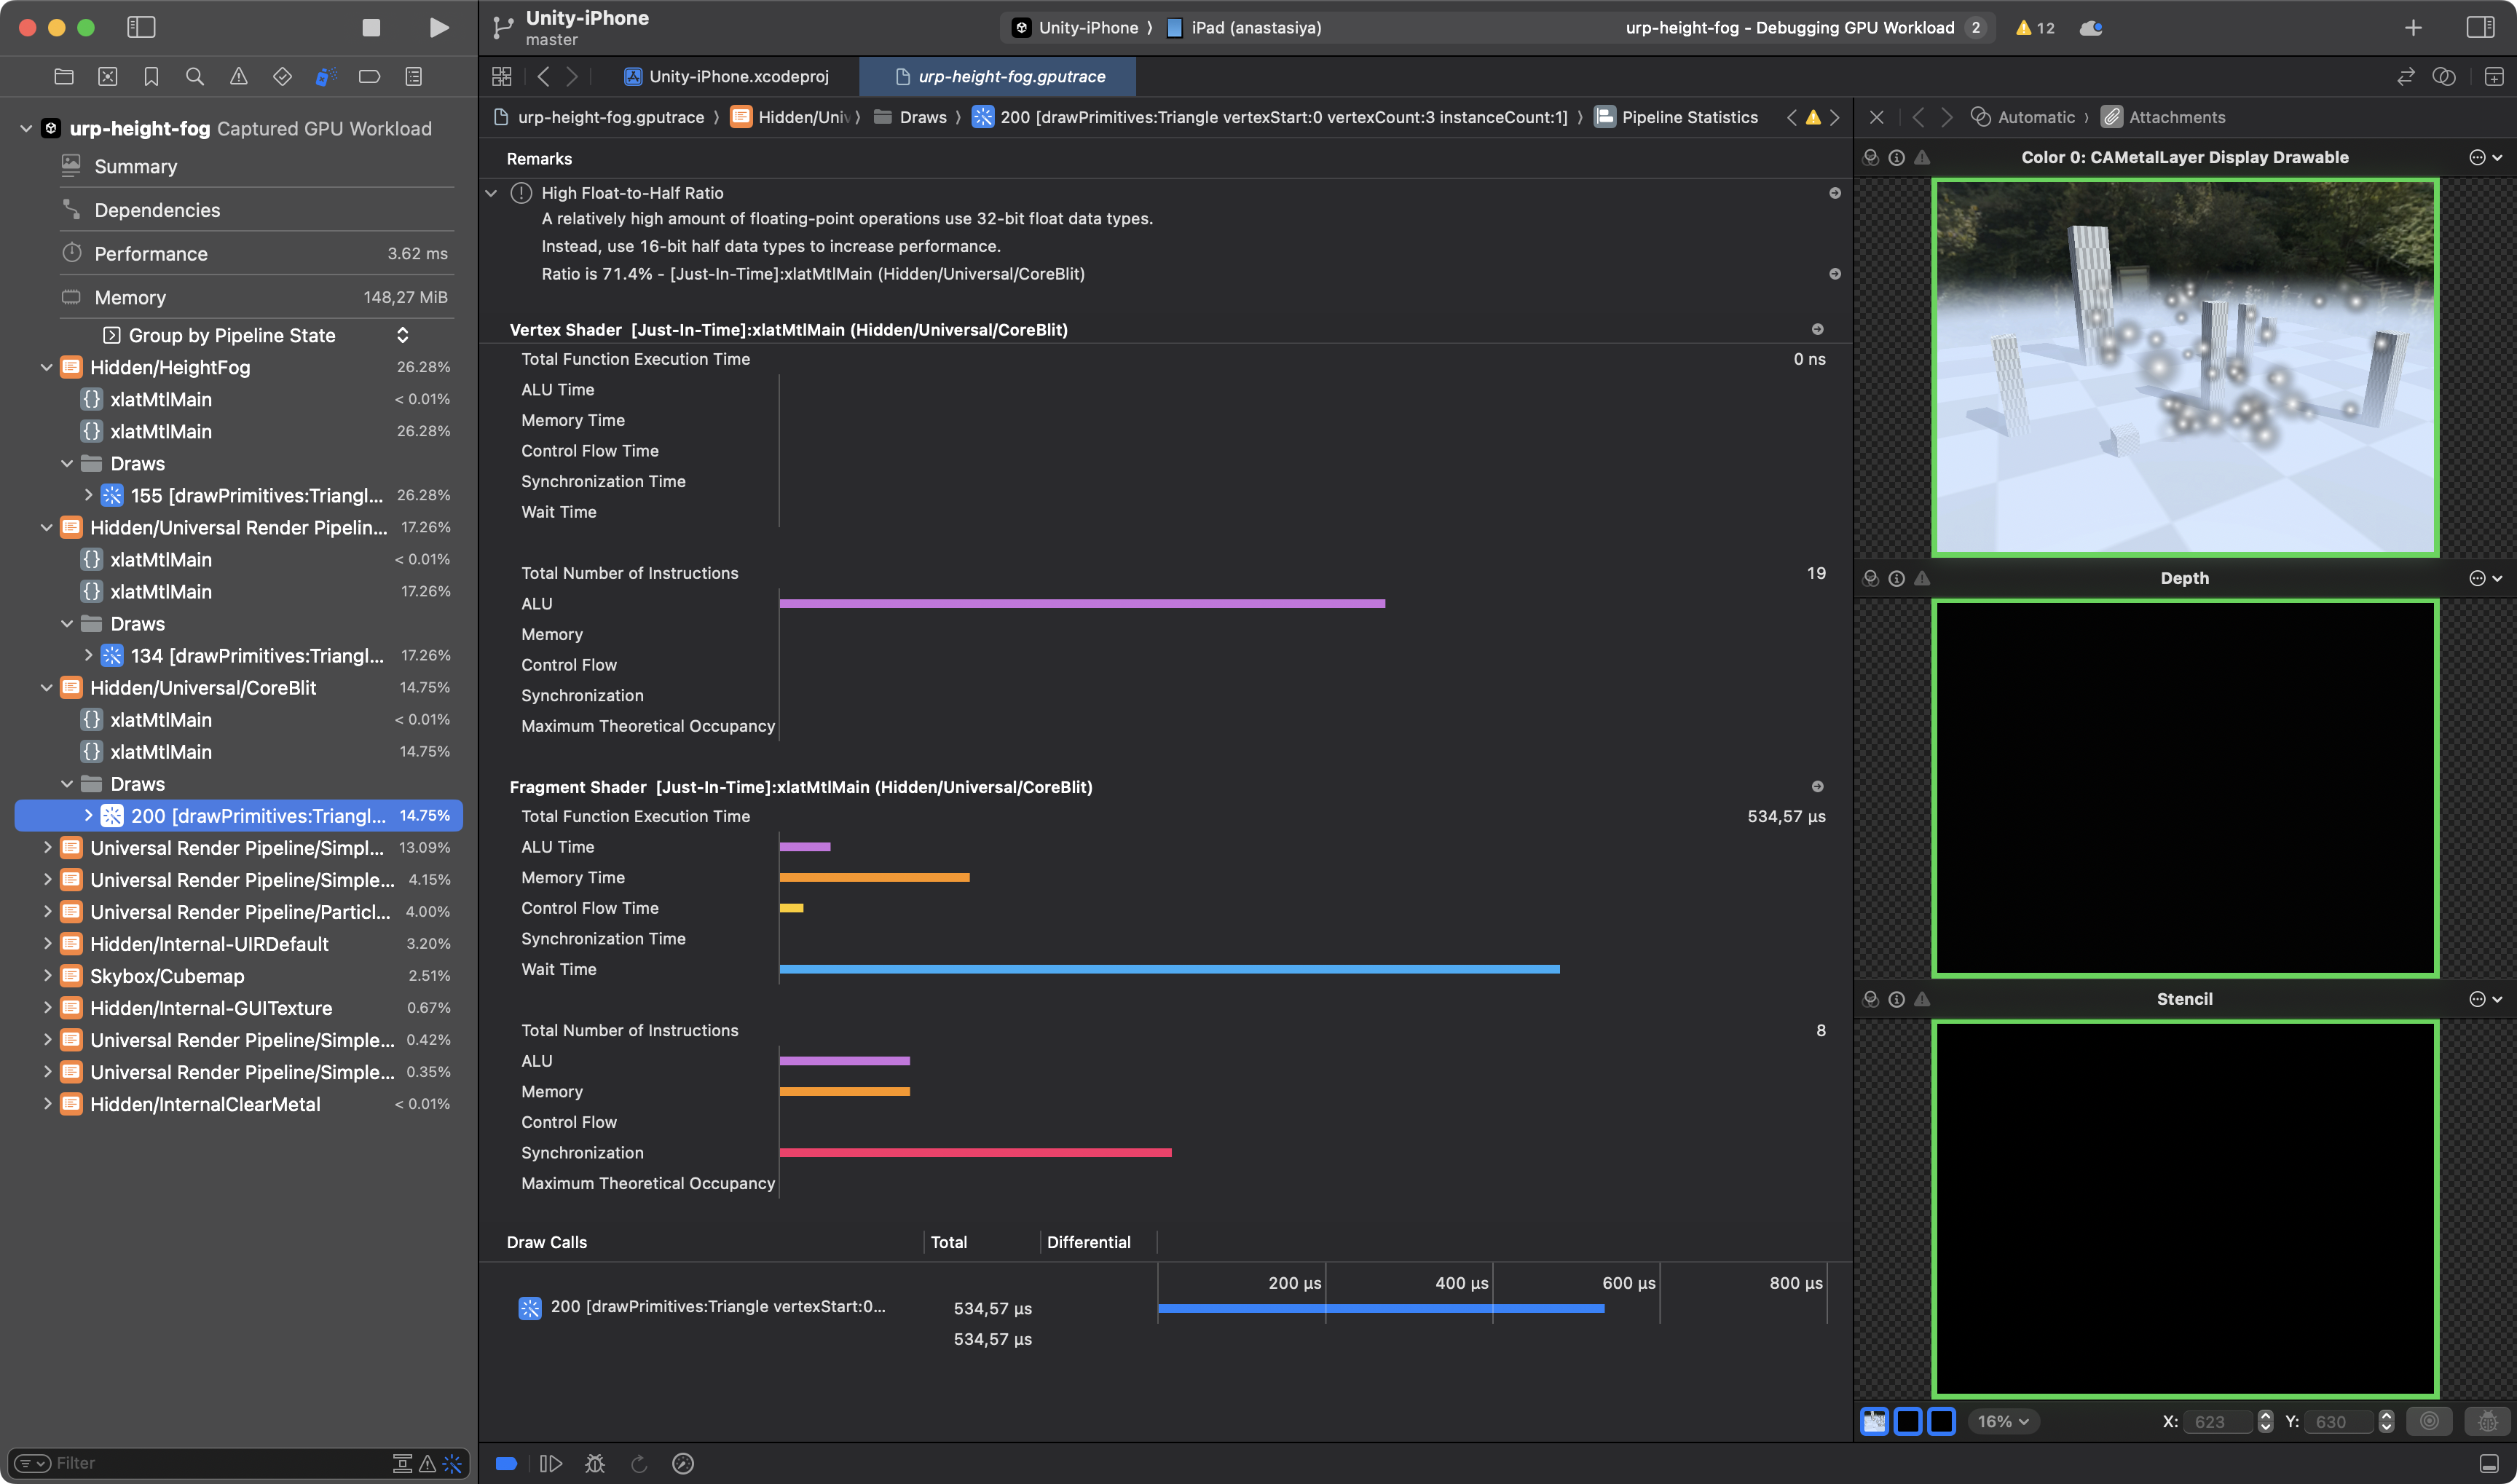 Unity-iPhone
master
Unity-iPhone 〉 iPad (anastasiya)
urp-height-fog - Debugging GPU Workload 2
12
Unity-iPhone.xcodeproj
urp-height-fog.gputrace
urp-height-fog Captured GPU Workload
Summary
Dependencies
Performance 3.62 ms
Memory 148,27 MiB
Group by Pipeline State
Hidden/HeightFog 26.28%
{} xlatMtlMain < 0.01%
{} xlatMtlMain 26.28%
Draws
155 [drawPrimitives:Triangl... 26.28%
Hidden/Universal Render Pipelin... 17.26%
{} xlatMtlMain < 0.01%
{} xlatMtlMain 17.26%
Draws
134 [drawPrimitives:Triangl... 17.26%
Hidden/Universal/CoreBlit 14.75%
{} xlatMtlMain < 0.01%
{} xlatMtlMain 14.75%
Draws
200 [drawPrimitives:Triangl... 14.75%
Universal Render Pipeline/Simpl... 13.09%
Universal Render Pipeline/Simple... 4.15%
Universal Render Pipeline/Particl... 4.00%
Hidden/Internal-UIRDefault 3.20%
Skybox/Cubemap 2.51%
Hidden/Internal-GUITexture 0.67%
Universal Render Pipeline/Simple... 0.42%
Universal Render Pipeline/Simple... 0.35%
Hidden/InternalClearMetal < 0.01%
Filter
urp-height-fog.gputrace 〉 Hidden/Univ 〉 Draws 〉 200 [drawPrimitives:Triangle vertexStart:0 vertexCount:3 instanceCount:1] 〉 Pipeline Statistics
Remarks
High Float-to-Half Ratio
A relatively high amount of floating-point operations use 32-bit float data types.
Instead, use 16-bit half data types to increase performance.
Ratio is 71.4% - [Just-In-Time]:xlatMtlMain (Hidden/Universal/CoreBlit)
Vertex Shader [Just-In-Time]:xlatMtlMain (Hidden/Universal/CoreBlit)
Total Function Execution Time 0 ns
ALU Time
Memory Time
Control Flow Time
Synchronization Time
Wait Time
Total Number of Instructions 19
ALU
Memory
Control Flow
Synchronization
Maximum Theoretical Occupancy
Fragment Shader [Just-In-Time]:xlatMtlMain (Hidden/Universal/CoreBlit)
Total Function Execution Time 534,57 µs
ALU Time
Memory Time
Control Flow Time
Synchronization Time
Wait Time
Total Number of Instructions 8
ALU
Memory
Control Flow
Synchronization
Maximum Theoretical Occupancy
Draw Calls Total Differential
200 µs 400 µs 600 µs 800 µs
200 [drawPrimitives:Triangle vertexStart:0... 534,57 µs
534,57 µs
Automatic 〉 Attachments
Color 0: CAMetalLayer Display Drawable
Depth
Stencil
16% X: 623 Y: 630